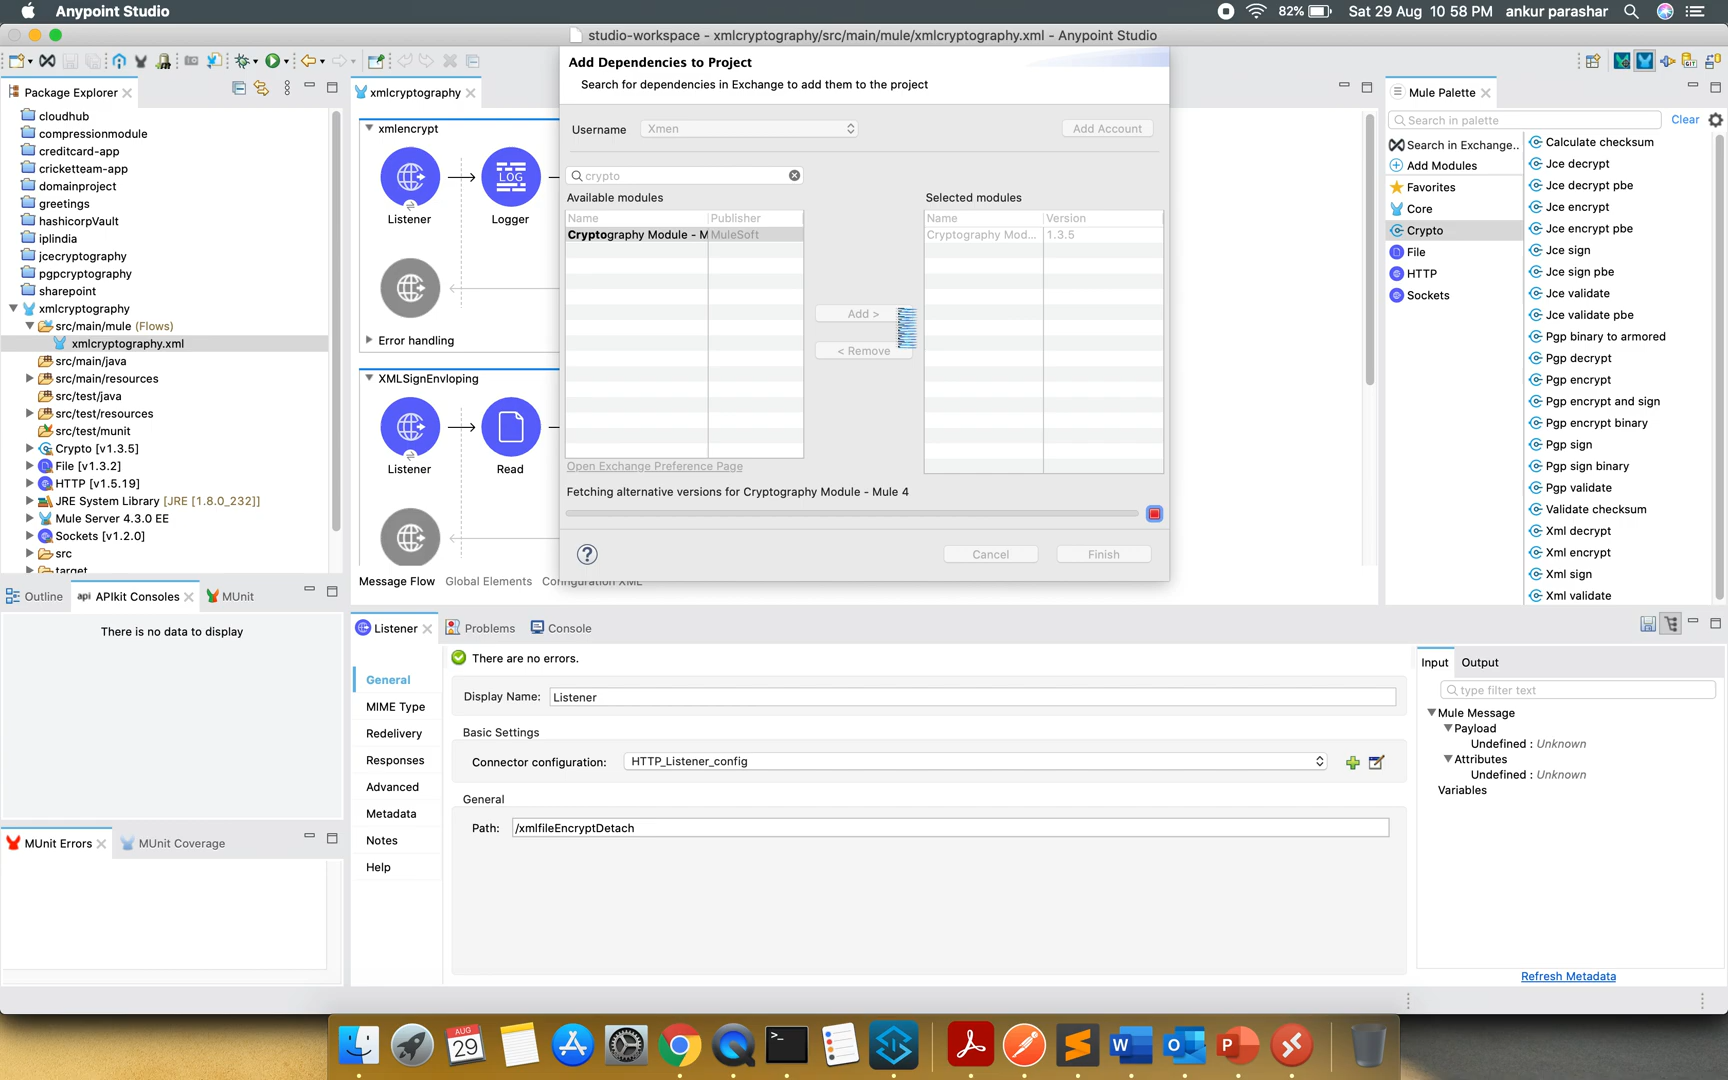 Anypoint Studio
82%
Sat 29 Aug 10 58 PM
ankur parashar
studio-workspace - xmlcryptography/src/main/mule/xmlcryptography.xml - Anypoint Studio
Package Explorer
cloudhub
compressionmodule
creditcard-app
cricketteam-app
domainproject
greetings
hashicorpVault
iplindia
jcecryptography
pgpcryptography
sharepoint
xmlcryptography
src/main/mule (Flows)
xmlcryptography.xml
src/main/java
src/main/resources
src/test/java
src/test/resources
src/test/munit
Crypto [v1.3.5]
File [v1.3.2]
HTTP [v1.5.19]
JRE System Library [JRE [1.8.0_232]]
Mule Server 4.3.0 EE
Sockets [v1.2.0]
src
target
xmlcryptography
xmlencrypt
Listener
LOG
Logger
Error handling
XMLSignEnvloping
Listener
Read
Message Flow
Global Elements
Configuration XML
Add Dependencies to Project
Search for dependencies in Exchange to add them to the project
Username
Xmen
Add Account
crypto
Available modules
Name
Publisher
Cryptography Module - M
MuleSoft
Add >
< Remove
Selected modules
Name
Version
Cryptography Mod...
1.3.5
Open Exchange Preference Page
Fetching alternative versions for Cryptography Module - Mule 4
?
Cancel
Finish
Mule Palette
Search in palette
Clear
Search in Exchange..
Add Modules
Favorites
Core
Crypto
File
HTTP
Sockets
Calculate checksum
Jce decrypt
Jce decrypt pbe
Jce encrypt
Jce encrypt pbe
Jce sign
Jce sign pbe
Jce validate
Jce validate pbe
Pgp binary to armored
Pgp decrypt
Pgp encrypt
Pgp encrypt and sign
Pgp encrypt binary
Pgp sign
Pgp sign binary
Pgp validate
Validate checksum
Xml decrypt
Xml encrypt
Xml sign
Xml validate
Outline
api APIkit Consoles
MUnit
There is no data to display
MUnit Errors
MUnit Coverage
Listener
Problems
Console
There are no errors.
General
MIME Type
Redelivery
Responses
Advanced
Metadata
Notes
Help
Display Name:
Listener
Basic Settings
Connector configuration:
HTTP_Listener_config
General
Path:
/xmlfileEncryptDetach
Input
Output
type filter text
Mule Message
Payload
Undefined : Unknown
Attributes
Undefined : Unknown
Variables
Refresh Metadata
AUG
29
W
O
P